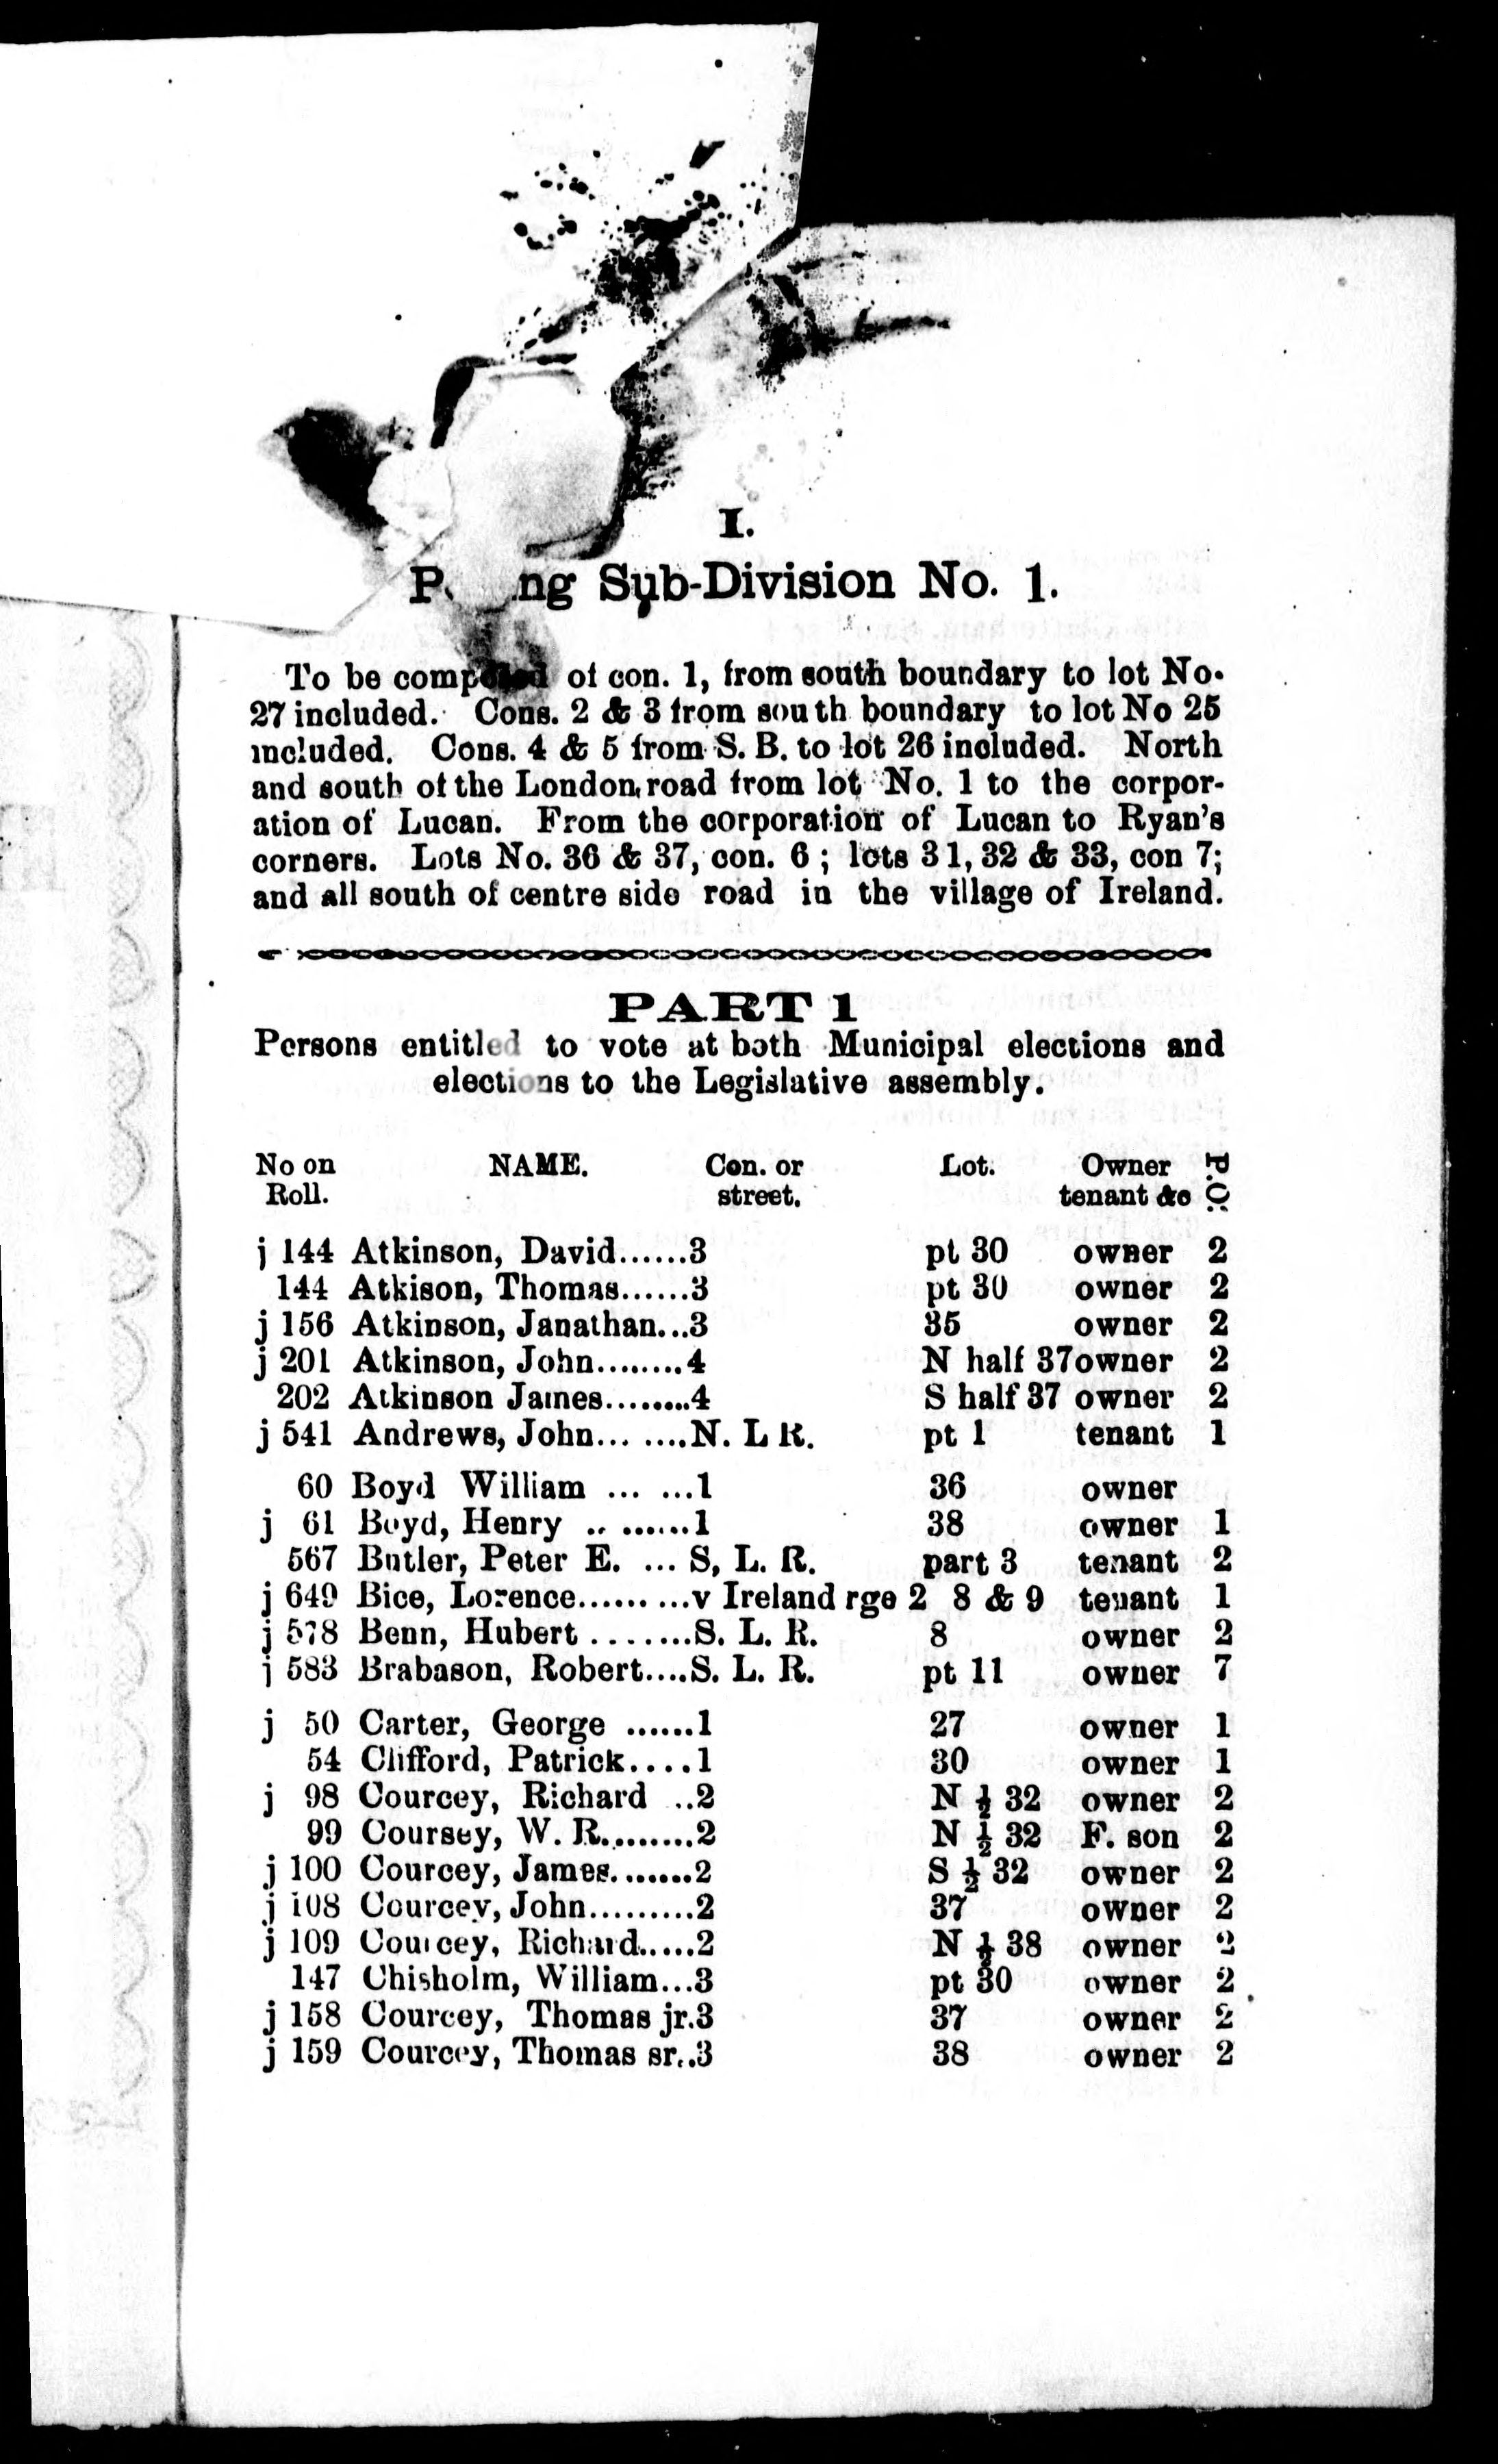 I.
Sub-Division No. 1.
To be of con. 1, from south boundary to lot No.
27 included. Cons. 2 & 3 from south boundary to lot No 25
included. Cons. 4 & 5 from S. B. to lot 26 included. North
and south of the London road from lot No. 1 to the corpor-
ation of Lucan. From the corporation of Lucan to Ryan's
corners. Lots No. 36 & 37, con. 6 ; lots 31, 32 & 33, con 7;
and all south of centre side road in the village of Ireland.
PART 1
Persons entitled to vote at both Municipal elections and
elections to the Legislative assembly.
No on Roll. NAME. Con. or street. Lot. Owner tenant &c P.O.
j 144 Atkinson, David......3 pt 30 owner 2
144 Atkison, Thomas......3 pt 30 owner 2
j 156 Atkinson, Janathan...3 35 owner 2
j 201 Atkinson, John........4 N half 37 owner 2
202 Atkinson James.........4 S half 37 owner 2
j 541 Andrews, John... ....N. L R. pt 1 tenant 1
60 Boyd William ... ...1 36 owner
j 61 Boyd, Henry .. ......1 38 owner 1
567 Butler, Peter E. ... S, L. R. part 3 tenant 2
j 649 Bice, Lorence...... ...v Ireland rge 2 8 & 9 tenant 1
j 578 Benn, Hubert ........S. L. R. 8 owner 2
j 583 Brabason, Robert....S. L. R. pt 11 owner 7
j 50 Carter, George ......1 27 owner 1
54 Clifford, Patrick....1 30 owner 1
j 98 Courcey, Richard ..2 N ½ 32 owner 2
99 Coursey, W. R.........2 N ½ 32 F. son 2
j 100 Courcey, James........2 S ½ 32 owner 2
j 108 Courcey, John..........2 37 owner 2
j 109 Courcey, Richard.....2 N ½ 38 owner 2
147 Chisholm, William...3 pt 30 owner 2
j 158 Courcey, Thomas jr.3 37 owner 2
j 159 Courcey, Thomas sr..3 38 owner 2